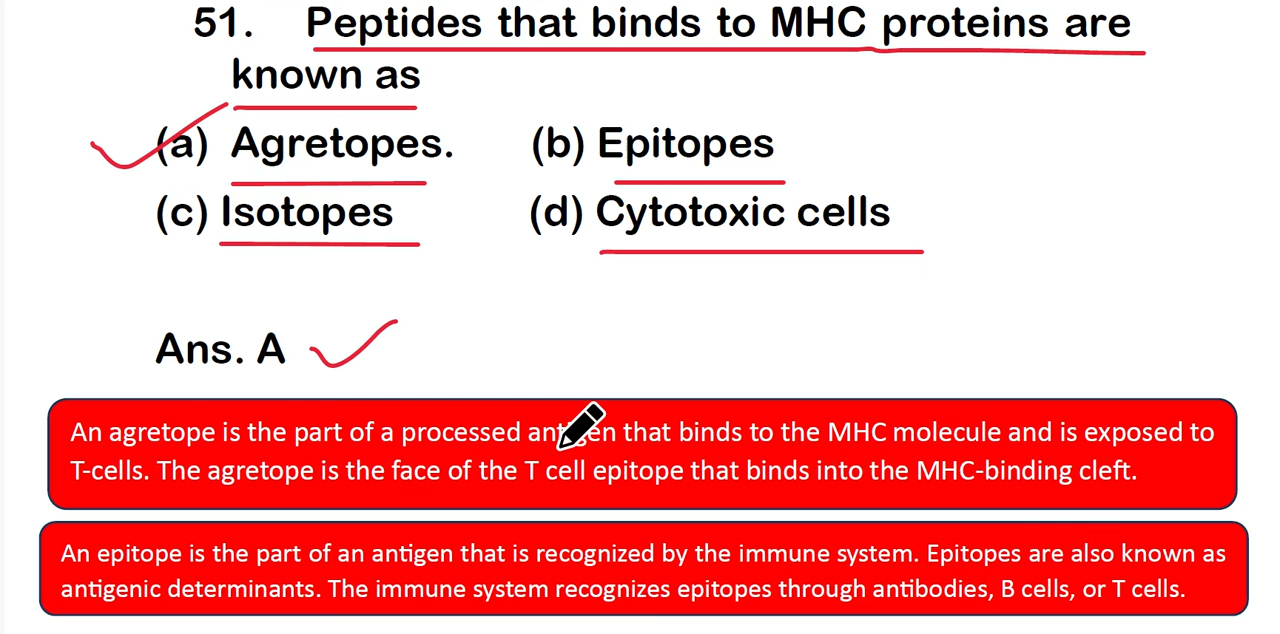 51. Peptides that binds to MHC proteins are
known as
(a) Agretopes. (b) Epitopes
(c) Isotopes (d) Cytotoxic cells
Ans. A
An agretope is the part of a processed antigen that binds to the MHC molecule and is exposed to
T-cells. The agretope is the face of the T cell epitope that binds into the MHC-binding cleft.
An epitope is the part of an antigen that is recognized by the immune system. Epitopes are also known as
antigenic determinants. The immune system recognizes epitopes through antibodies, B cells, or T cells.